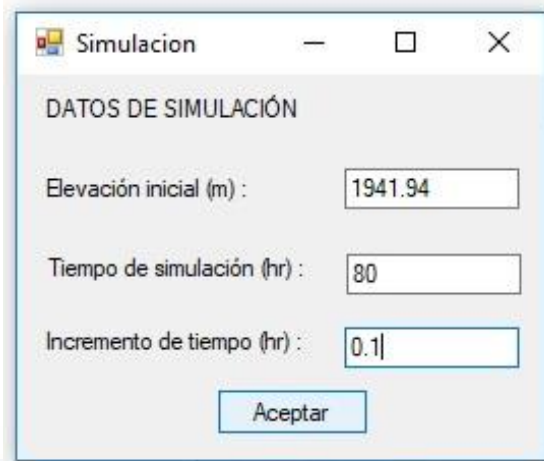 Simulacion
DATOS DE SIMULACIÓN
Elevación inicial (m) : 1941.94
Tiempo de simulación (hr) : 80
Incremento de tiempo (hr) : 0.1
Aceptar